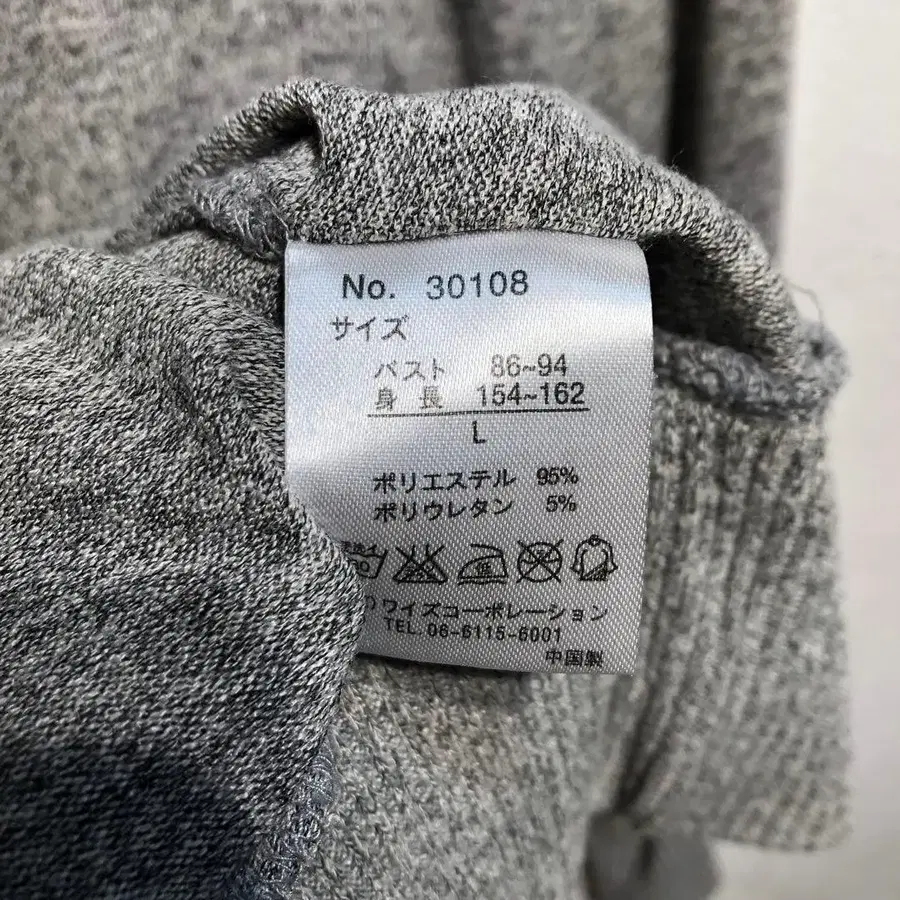 No. 30108
サイズ
バスト 86~94
身長 154~162
L
ポリエステル 95%
ポリウレタン 5%
ワイズコーポレーション
TEL. 06-6115-6001
中国製